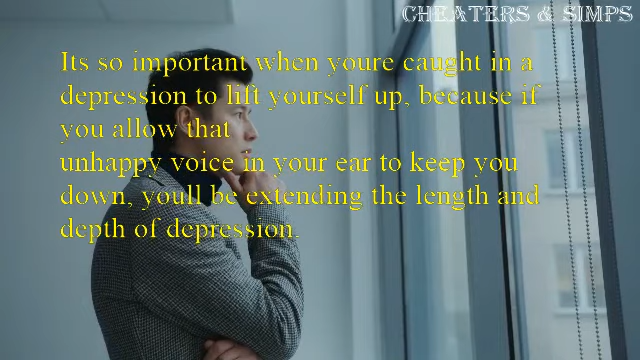 CHEATERS & SIMPS
Its so important when youre caught in a
depression to lift yourself up, because if
you allow that
unhappy voice in your ear to keep you
down, youll be extending the length and
depth of depression.